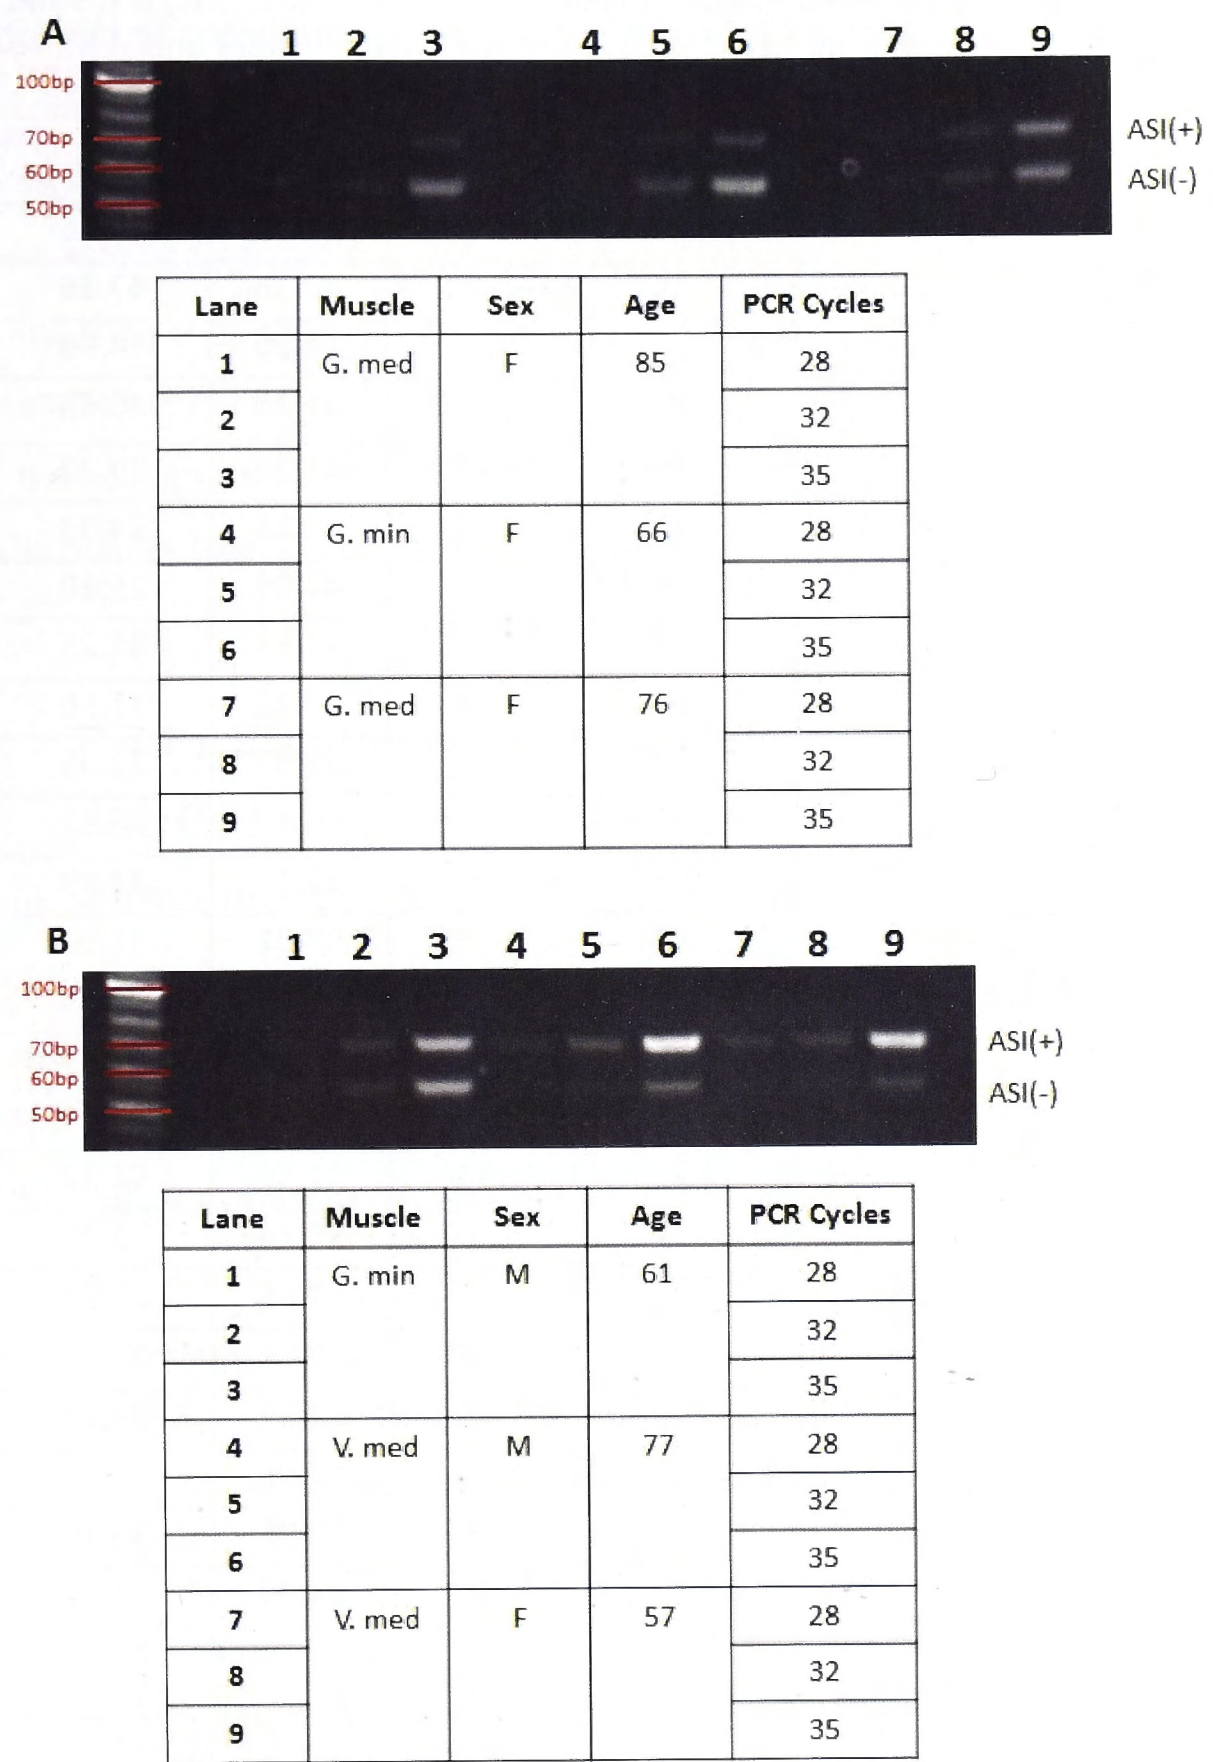 A
1 2 3 4 5 6 7 8 9
100bp
70bp
60bp
50bp
ASI(+)
ASI(-)
Lane Muscle Sex Age PCR Cycles
1 G. med F 85 28
2 32
3 35
4 G. min F 66 28
5 32
6 35
7 G. med F 76 28
8 32
9 35
B
1 2 3 4 5 6 7 8 9
100bp
70bp
60bp
50bp
ASI(+)
ASI(-)
Lane Muscle Sex Age PCR Cycles
1 G. min M 61 28
2 32
3 35
4 V. med M 77 28
5 32
6 35
7 V. med F 57 28
8 32
9 35